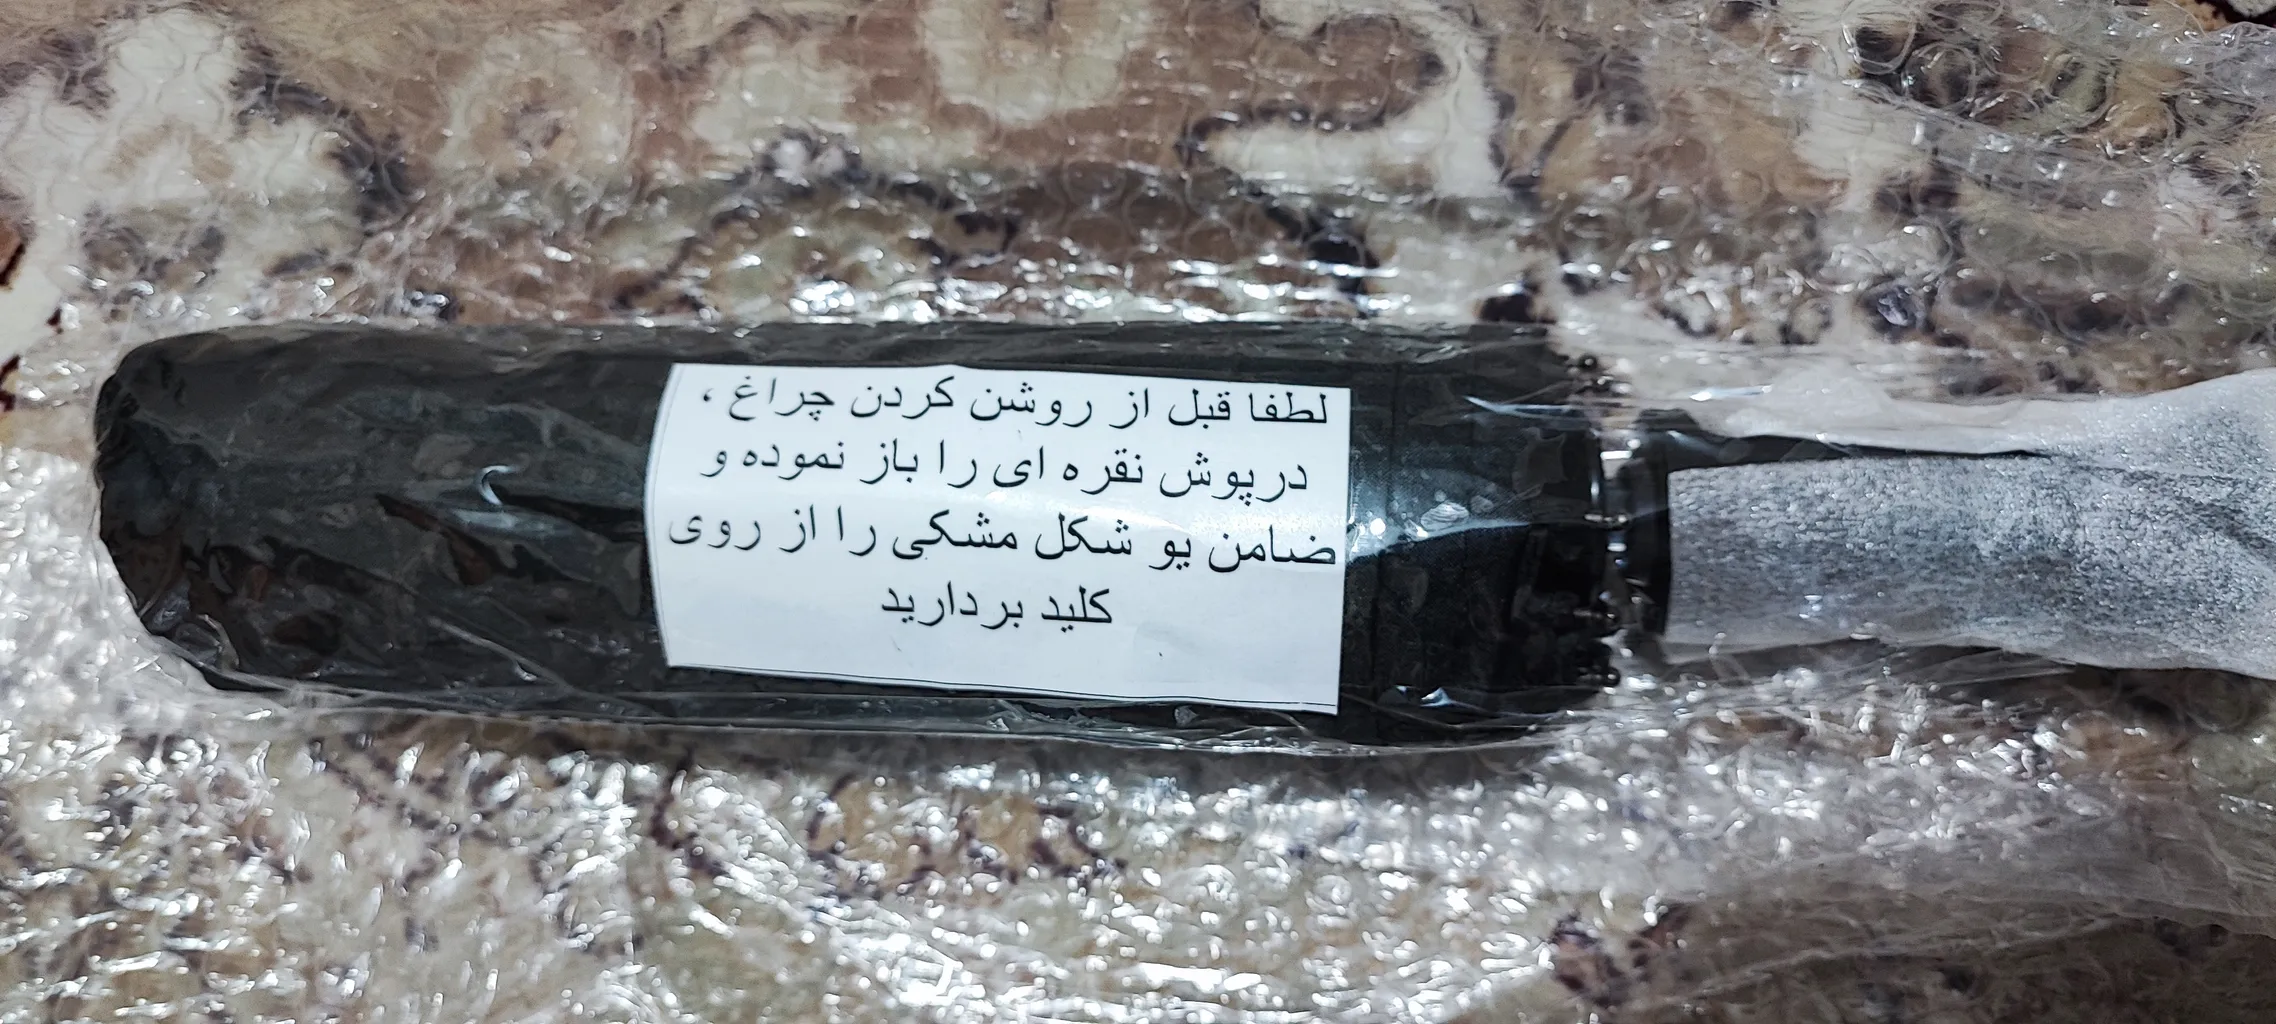 لطفا قبل از روشن کردن چراغ ،
درپوش نقره ای را باز نموده و
ضامن یو شکل مشکی را از روی
کلید بردارید